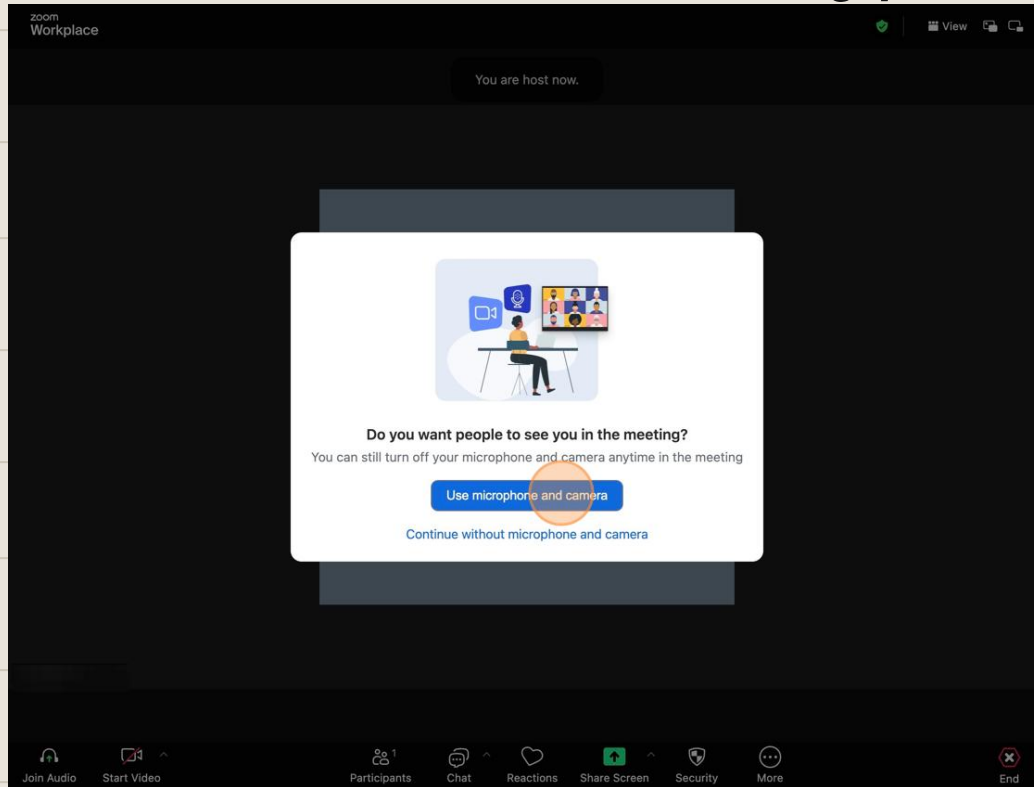 zoom
Workplace
View
You are host now.
Do you want people to see you in the meeting?
You can still turn off your microphone and camera anytime in the meeting
Use microphone and camera
Continue without microphone and camera
Join Audio
Start Video
1
Participants
Chat
Reactions
Share Screen
Security
More
End